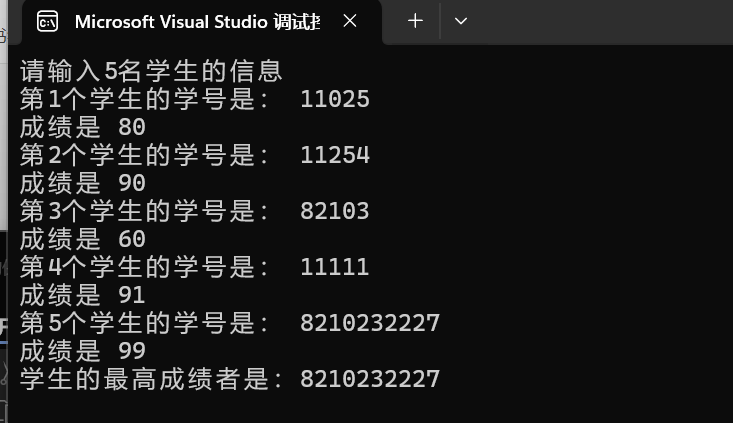 Microsoft Visual Studio 调试控
请输入5名学生的信息
第1个学生的学号是： 11025
成绩是 80
第2个学生的学号是： 11254
成绩是 90
第3个学生的学号是： 82103
成绩是 60
第4个学生的学号是： 11111
成绩是 91
第5个学生的学号是： 8210232227
成绩是 99
学生的最高成绩者是：8210232227